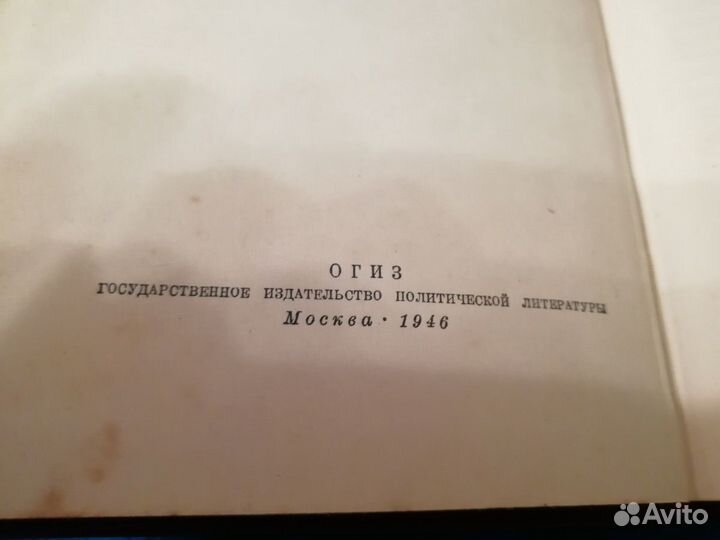 ОГИЗ
ГОСУДАРСТВЕННОЕ ИЗДАТЕЛЬСТВО ПОЛИТИЧЕСКОЙ ЛИТЕРАТУРЫ
Москва · 1946
Avito